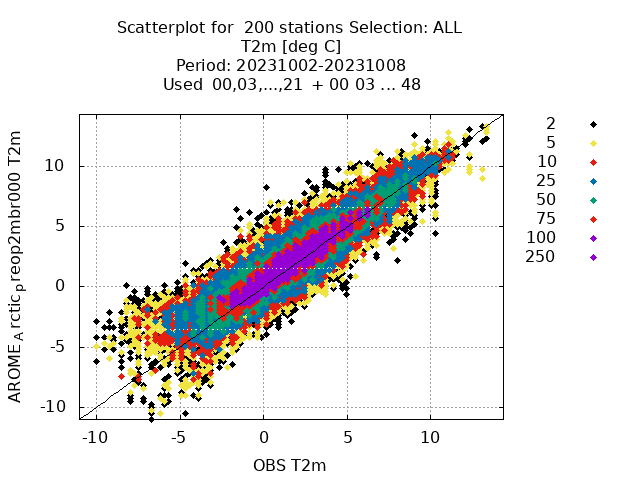 Scatterplot for 200 stations Selection: ALL
T2m [deg C]
Period: 20231002-20231008
Used 00,03,...,21 + 00 03 ... 48
AROME_Arctic_preop2mbr000 T2m
10
5
0
-5
-10
-10 -5 0 5 10
OBS T2m
2
5
10
25
50
75
100
250